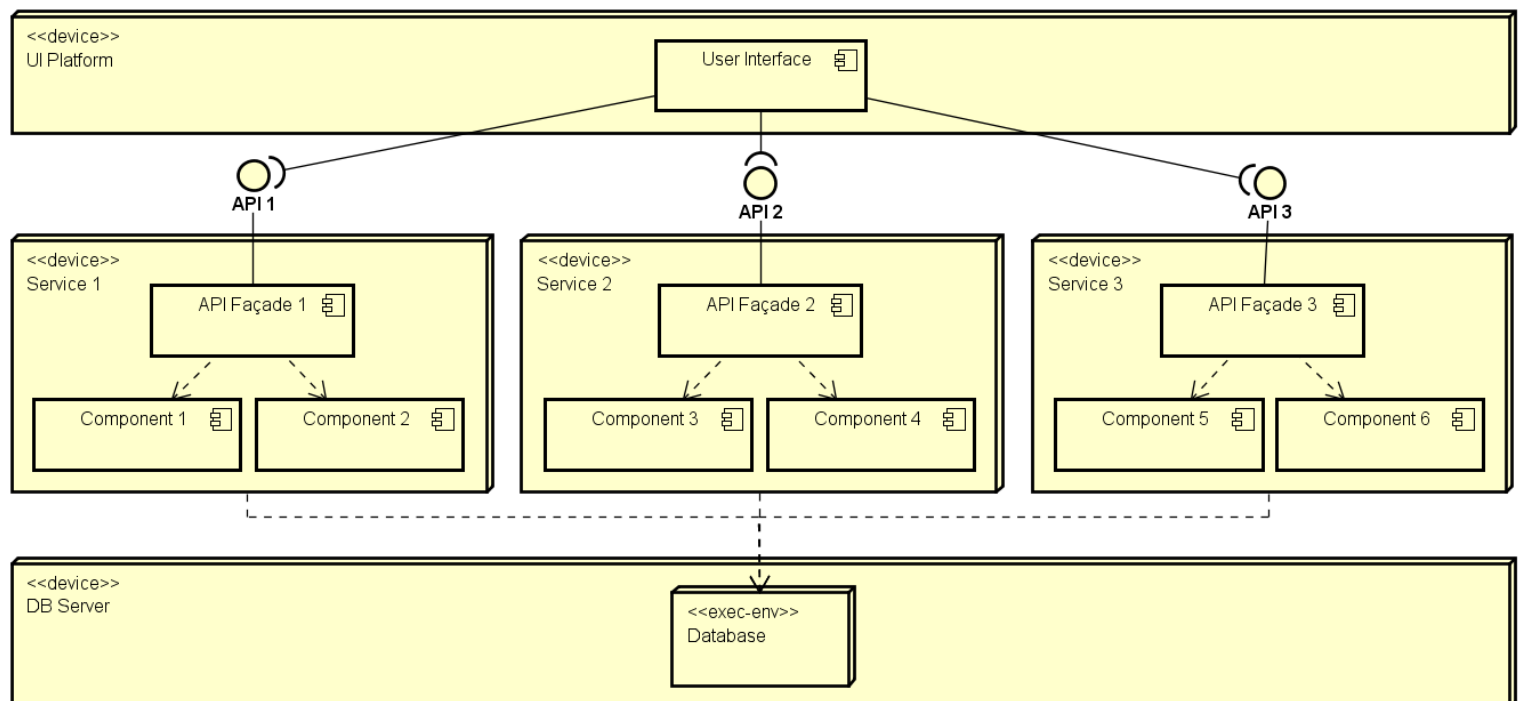 <<device>>
UI Platform
User Interface
API 1
API 2
API 3
<<device>>
Service 1
API Façade 1
Component 1
Component 2
<<device>>
Service 2
API Façade 2
Component 3
Component 4
<<device>>
Service 3
API Façade 3
Component 5
Component 6
<<device>>
DB Server
<<exec-env>>
Database